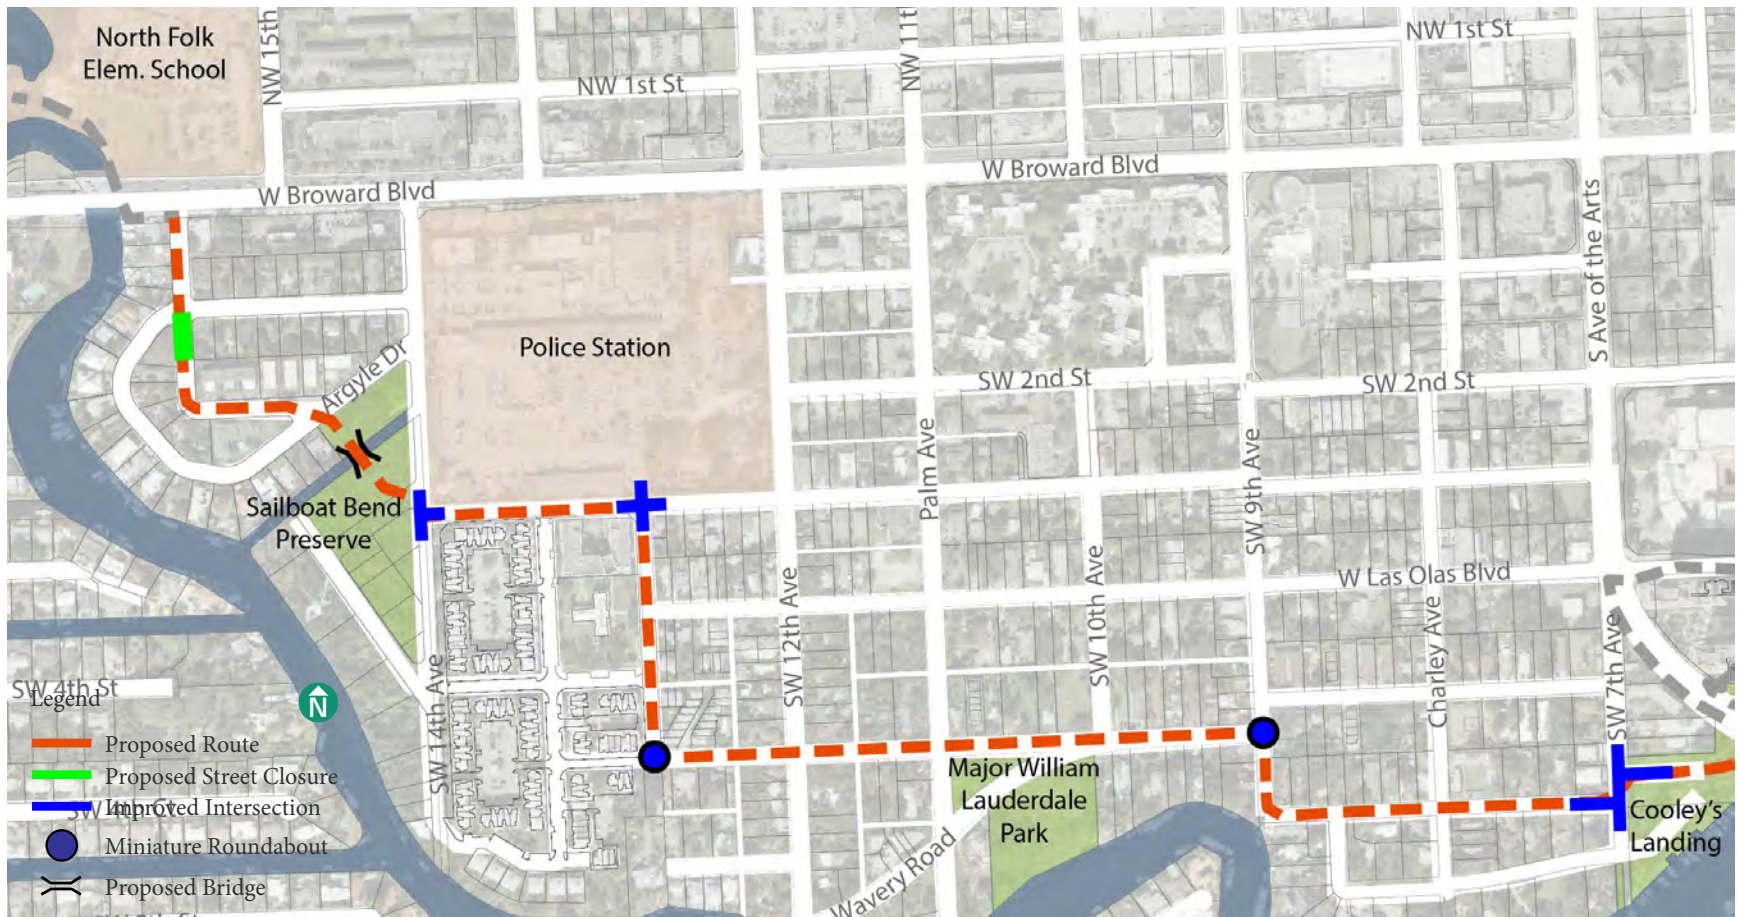 North Folk
Elem. School
NW 15th
NW 1st St
NW 11t
NW 1st St
W Broward Blvd
W Broward Blvd
S Ave of the Arts
Police Station
Argyle Dr
SW 2nd St
SW 2nd St
Palm Ave
SW 9th Ave
Sailboat Bend
Preserve
SW 12th Ave
SW 10th Ave
W Las Olas Blvd
Charley Ave
SW 7th Ave
SW 14th Ave
SW 4th St
Legend
N
Proposed Route
Proposed Street Closure
SW 4th Ct
Improved Intersection
Miniature Roundabout
Proposed Bridge
Major William
Lauderdale
Park
Wavery Road
Cooley's
Landing